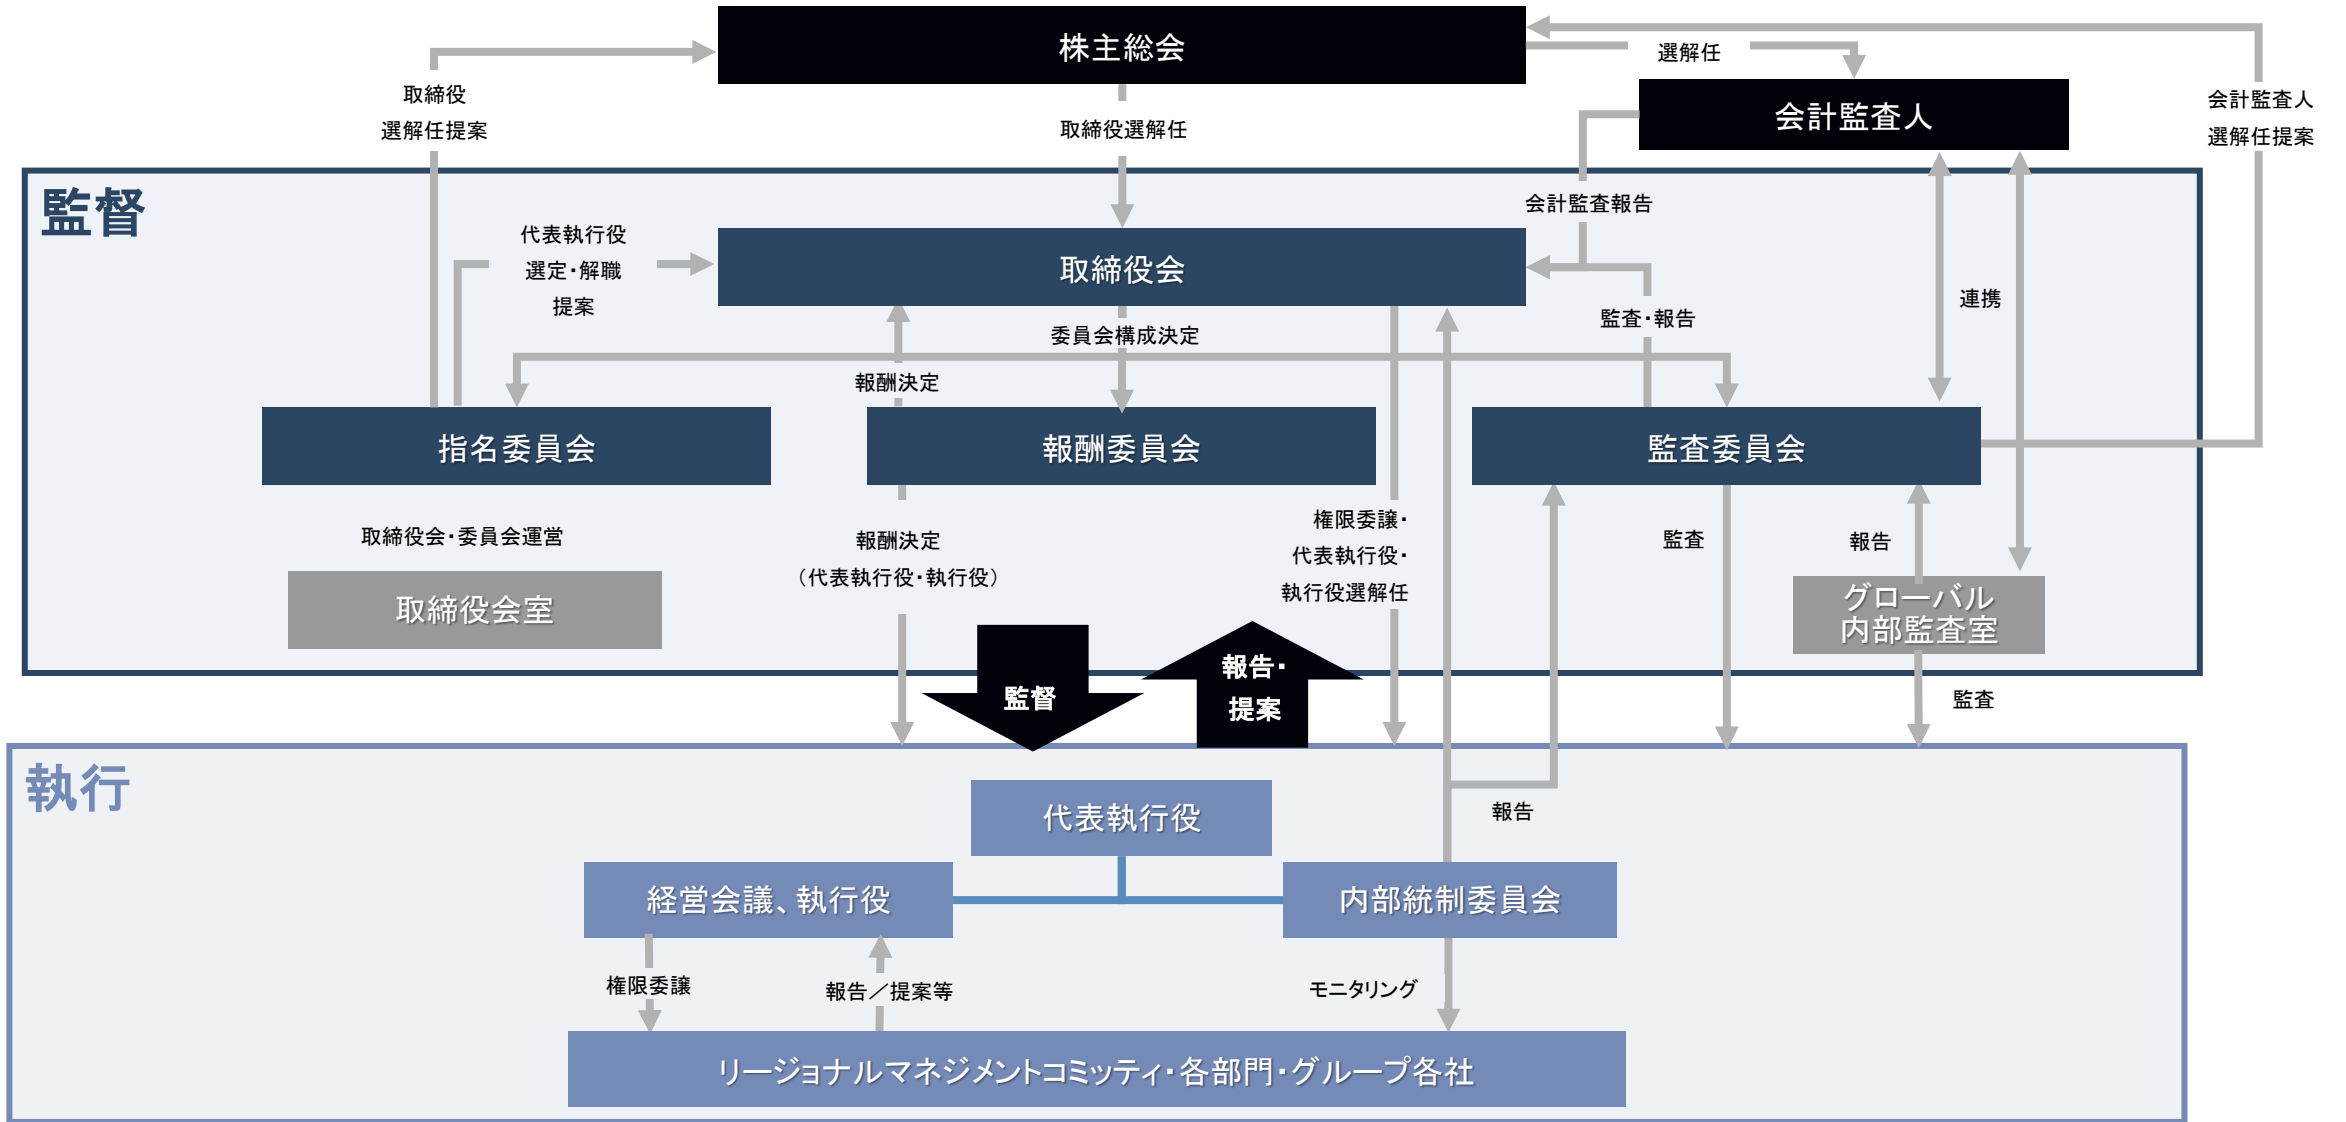 株主総会
選解任
取締役
選解任提案
取締役選解任
会計監査人
会計監査人
選解任提案
監督
会計監査報告
代表執行役
選定・解職
提案
取締役会
連携
監査・報告
委員会構成決定
報酬決定
指名委員会
報酬委員会
監査委員会
取締役会・委員会運営
報酬決定
（代表執行役・執行役）
権限委譲・
代表執行役・
執行役選解任
監査
報告
取締役会室
グローバル
内部監査室
監督
報告・
提案
監査
執行
代表執行役
報告
経営会議、執行役
内部統制委員会
権限委譲
報告／提案等
モニタリング
リージョナルマネジメントコミッティ・各部門・グループ各社